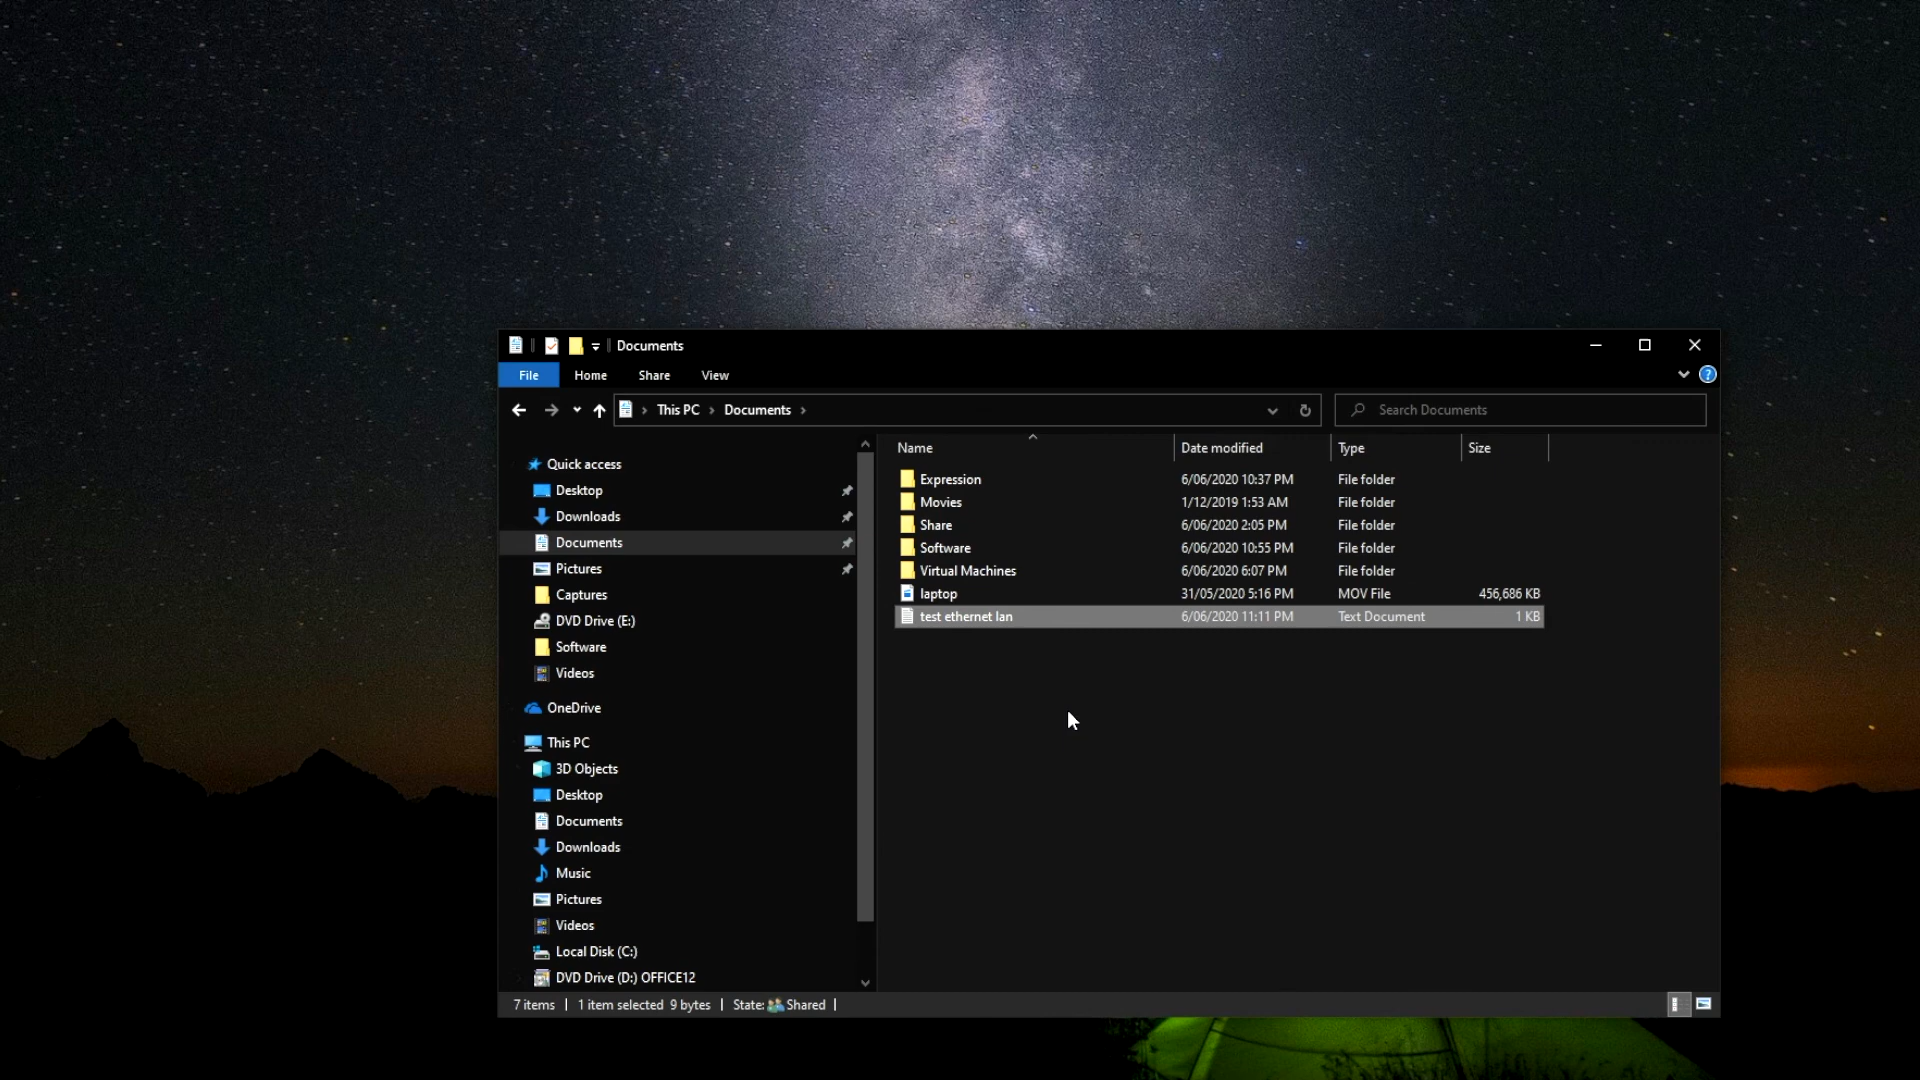 Documents
File Home Share View
This PC Documents
Search Documents
Name Date modified Type Size
Quick access
Desktop
Downloads
Documents
Pictures
Captures
DVD Drive (E:)
Software
Videos
OneDrive
This PC
3D Objects
Desktop
Documents
Downloads
Music
Pictures
Videos
Local Disk (C:)
DVD Drive (D:) OFFICE12
Expression 6/06/2020 10:37 PM File folder
Movies 1/12/2019 1:53 AM File folder
Share 6/06/2020 2:05 PM File folder
Software 6/06/2020 10:55 PM File folder
Virtual Machines 6/06/2020 6:07 PM File folder
laptop 31/05/2020 5:16 PM MOV File 456,686 KB
test ethernet lan 6/06/2020 11:11 PM Text Document 1 KB
7 items 1 item selected 9 bytes State: Shared